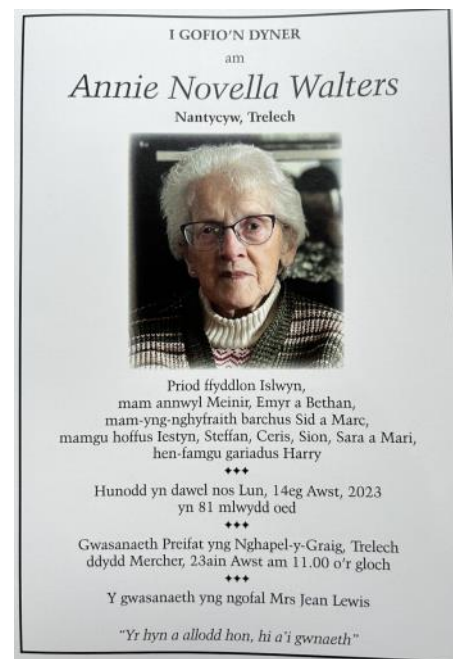 I GOFIO'N DYNER
am
Annie Novella Walters
Nantycyw, Trelech
Priod ffyddlon Islwyn,
mam annwyl Meinir, Emyr a Bethan,
mam-yng-nghyfraith barchus Sid a Marc,
mamgu hoffus Iestyn, Steffan, Ceris, Sion, Sara a Mari,
hen-famgu gariadus Harry
Hunodd yn dawel nos Lun, 14eg Awst, 2023
yn 81 mlwydd oed
Gwasanaeth Preifat yng Nghapel-y-Graig, Trelech
ddydd Mercher, 23ain Awst am 11.00 o'r gloch
Y gwasanaeth yng ngofal Mrs Jean Lewis
"Yr hyn a allodd hon, hi a'i gwnaeth"